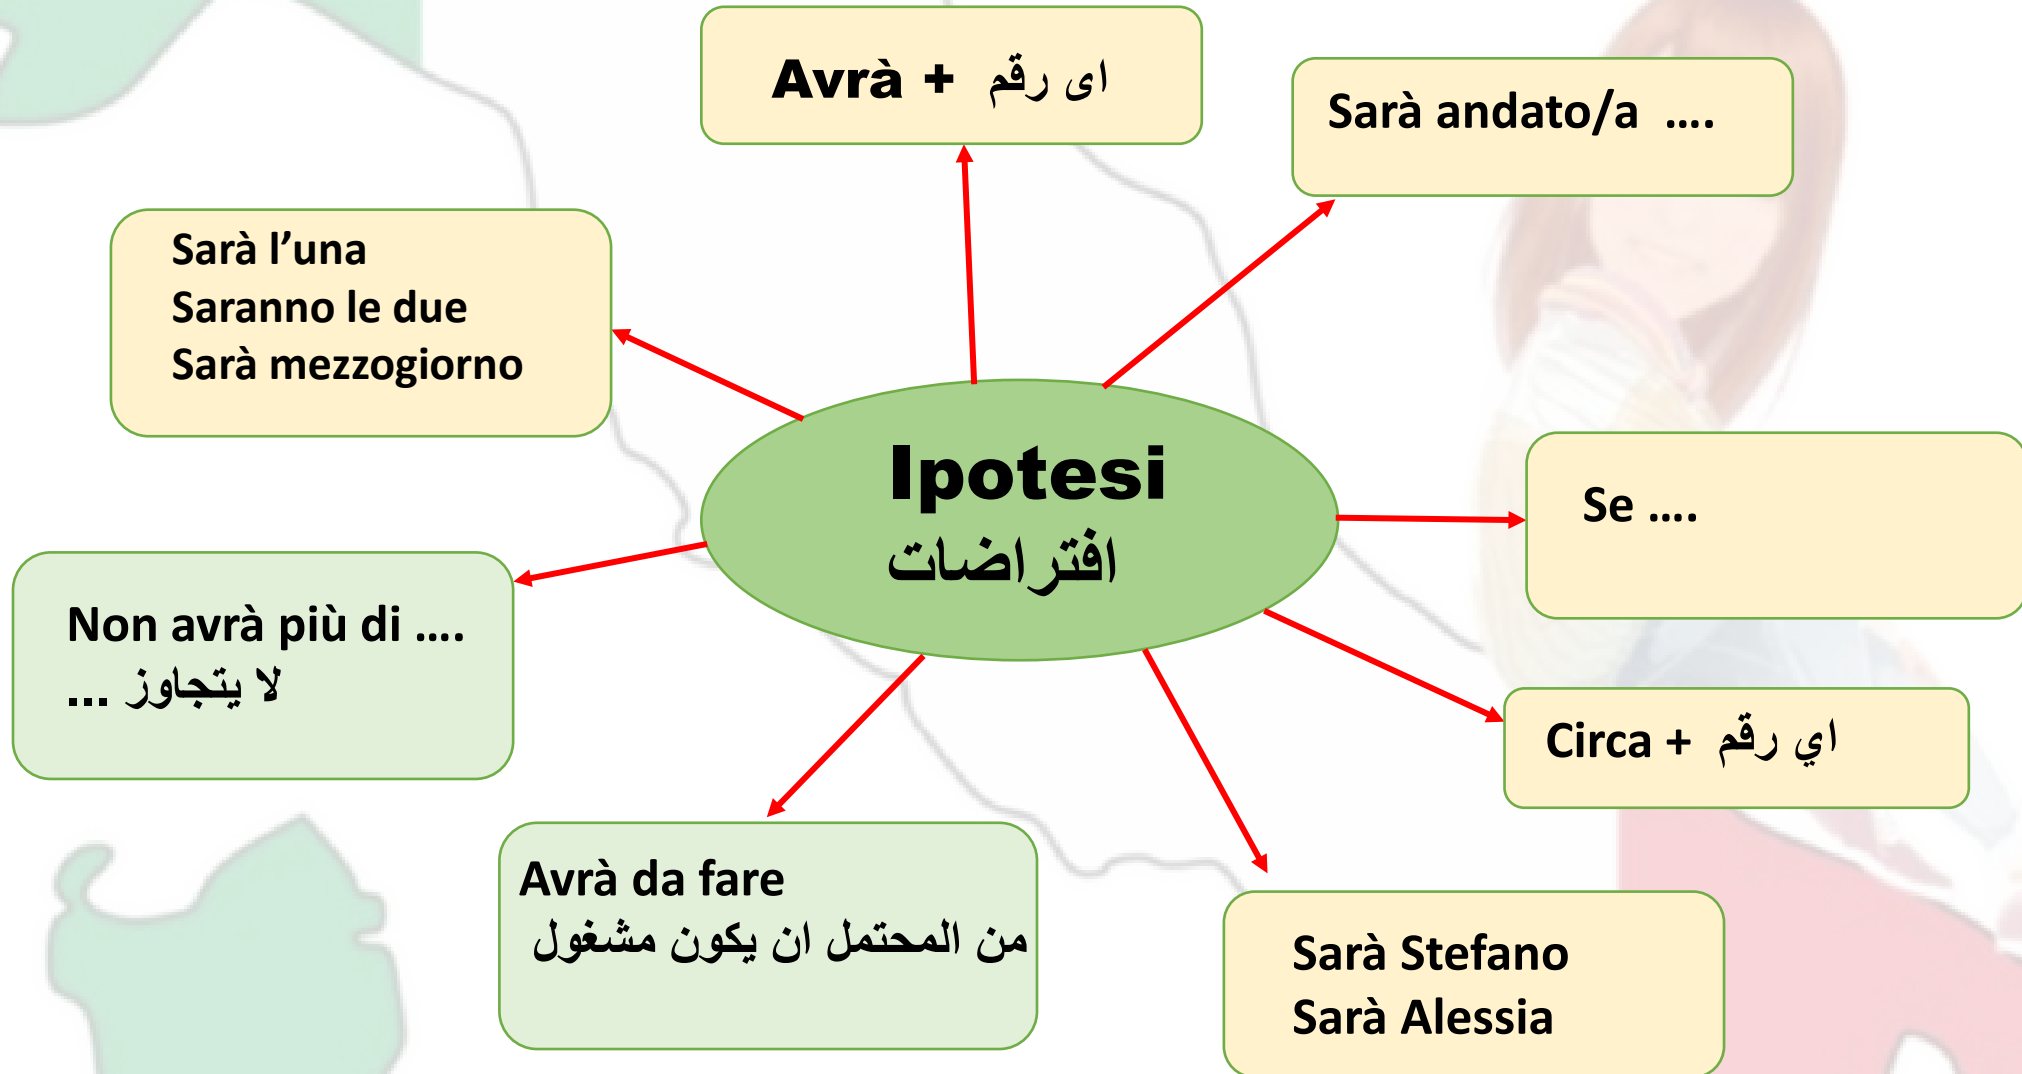 Avrà + اى رقم
Sarà andato/a ....
Sarà l’una
Saranno le due
Sarà mezzogiorno
Ipotesi
افتراضات
Se ....
Non avrà più di ....
لا يتجاوز ...
Circa + اي رقم
Avrà da fare
من المحتمل ان يكون مشغول
Sarà Stefano
Sarà Alessia